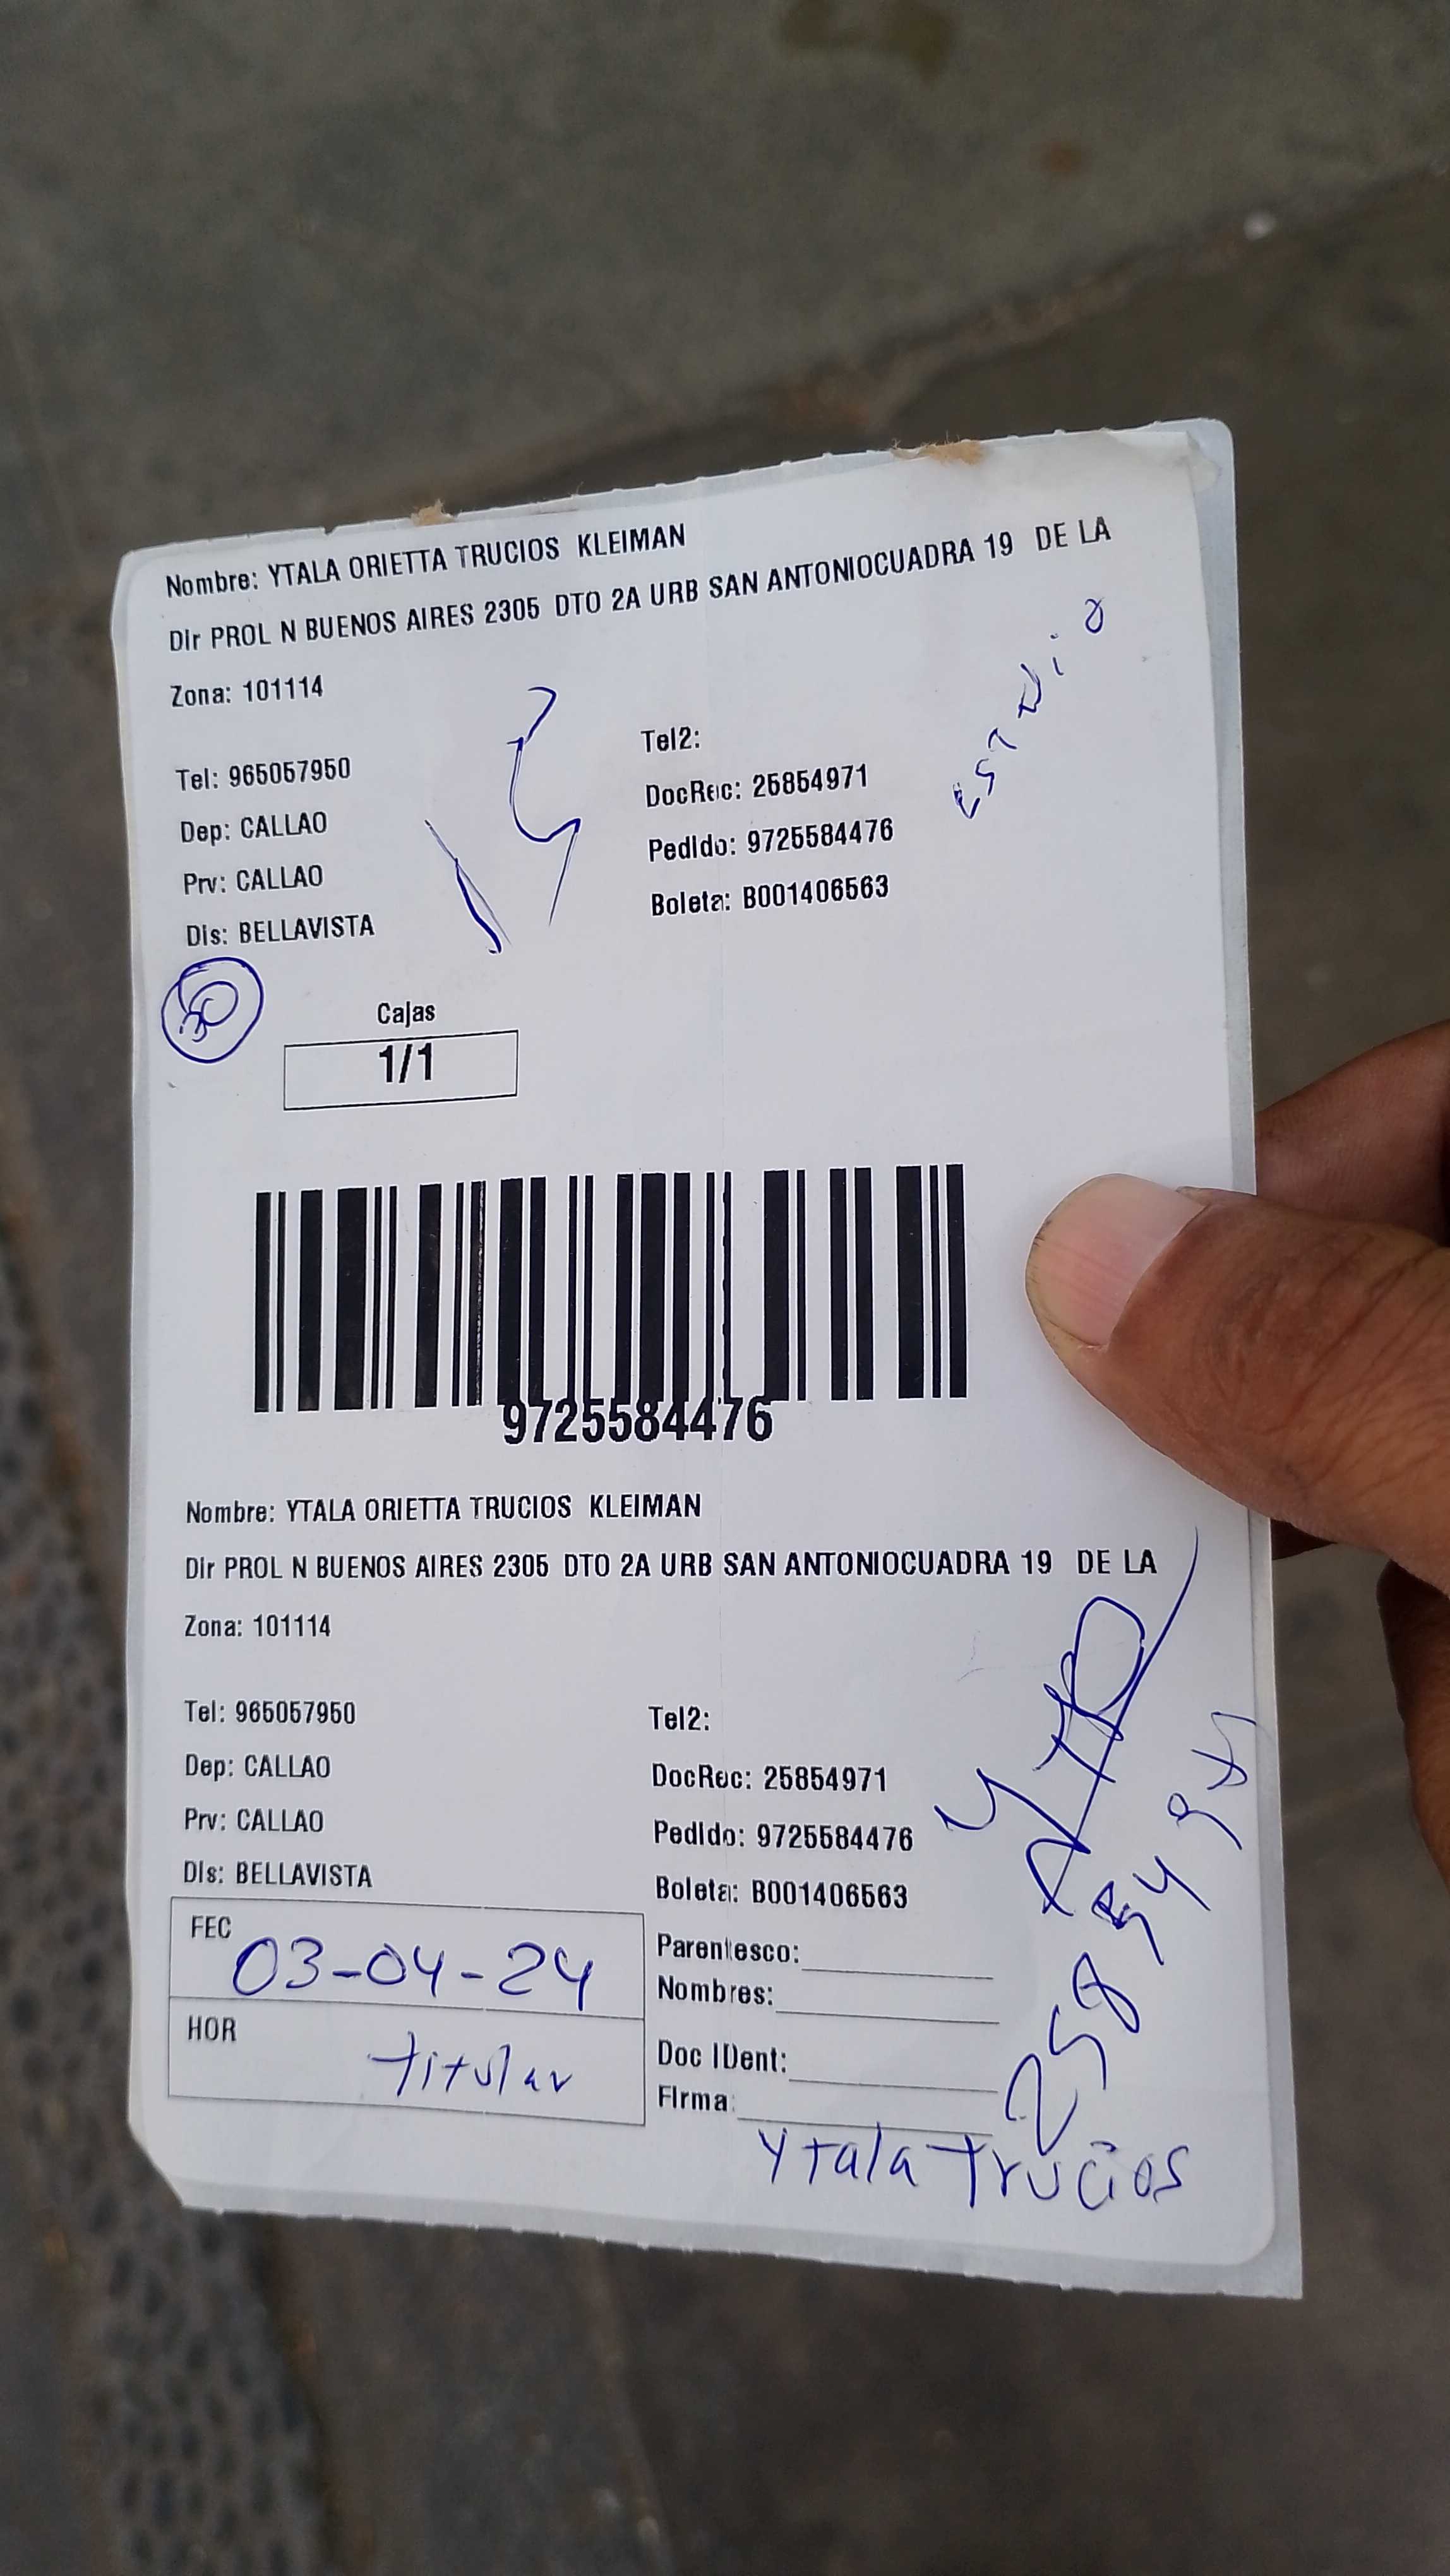 Nombre: YTALA ORIETTA TRUCIOS KLEIMAN
Dir PROL N BUENOS AIRES 2305 DTO 2A URB SAN ANTONIOCUADRA 19 DE LA
Zona: 101114
Tel: 965057950
Tel2:
Dep: CALLAO
DocRec: 25854971
Prv: CALLAO
Pedido: 9725584476
Dis: BELLAVISTA
Boleta: B001406563
Cajas
1/1
9725584476
Nombre: YTALA ORIETTA TRUCIOS KLEIMAN
Dir PROL N BUENOS AIRES 2305 DTO 2A URB SAN ANTONIOCUADRA 19 DE LA
Zona: 101114
Tel: 965057950
Tel2:
Dep: CALLAO
DocRec: 25854971
Prv: CALLAO
Pedido: 9725584476
Dis: BELLAVISTA
Boleta: B001406563
FEC 03-04-24
Parentesco:
Nombres:
HOR titular
Doc IDent:
Firma:
Ytala Trucios
25854971